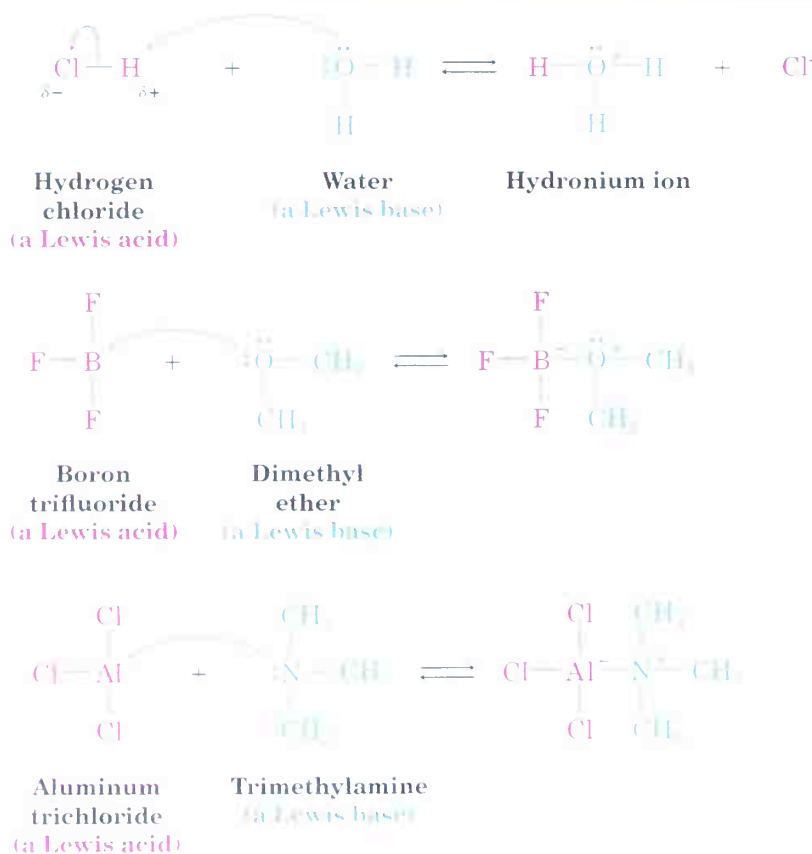 Cl — H + :Ö — H ⇌ H — Ö⁺ — H + Cl⁻
δ− δ+
H H
Hydrogen chloride
(a Lewis acid)
Water
(a Lewis base)
Hydronium ion
F F
F — B + :Ö — CH₃ ⇌ F — B⁻ — Ö⁺ — CH₃
F CH₃ F CH₃
Boron
trifluoride
(a Lewis acid)
Dimethyl
ether
(a Lewis base)
Cl CH₃ Cl CH₃
Cl — Al + :N — CH₃ ⇌ Cl — Al⁻ — N⁺ — CH₃
Cl CH₃ Cl CH₃
Aluminum
trichloride
(a Lewis acid)
Trimethylamine
(a Lewis base)